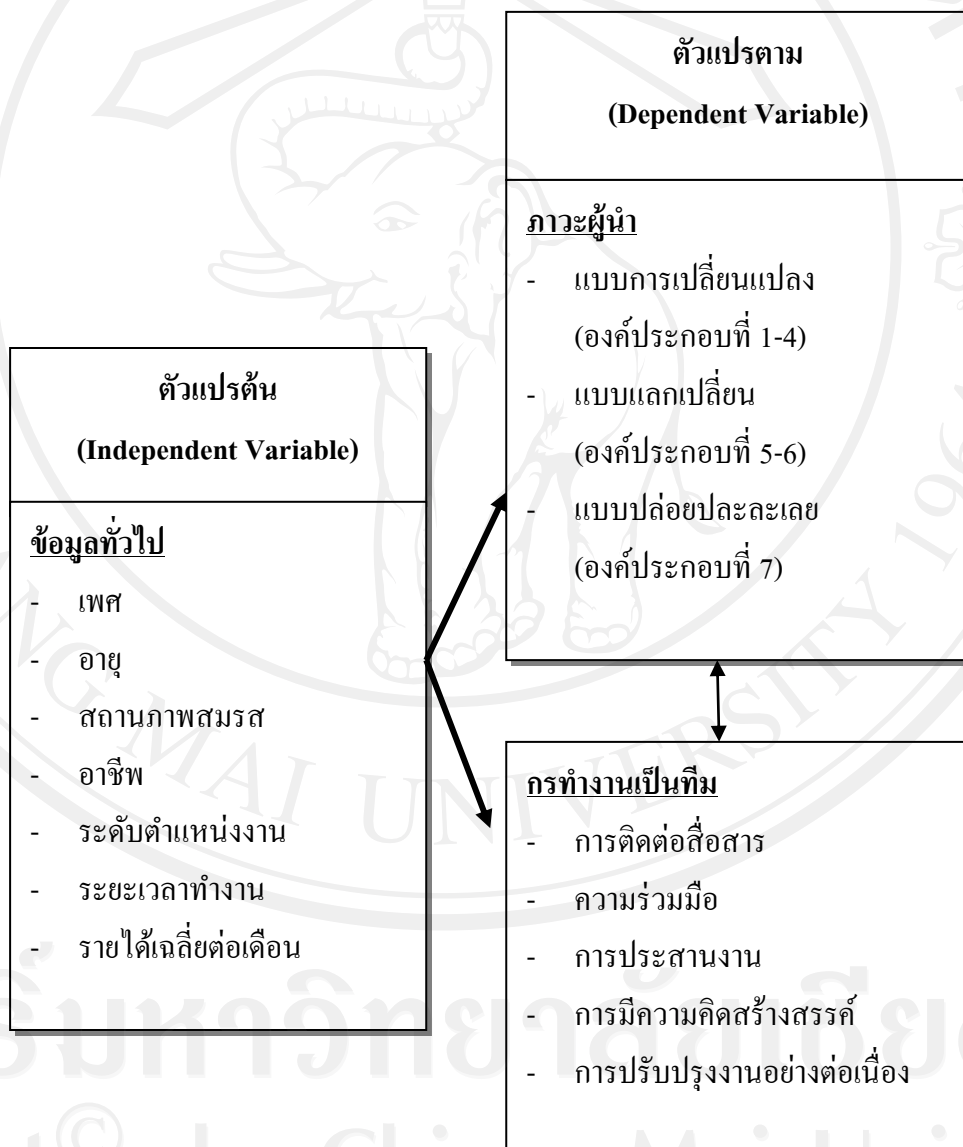 ตัวแปรตาม
(Dependent Variable)
ภาวะผู้นำ
- แบบการเปลี่ยนแปลง
(องค์ประกอบที่ 1-4)
- แบบแลกเปลี่ยน
(องค์ประกอบที่ 5-6)
- แบบปล่อยปละละเลย
(องค์ประกอบที่ 7)
ตัวแปรต้น
(Independent Variable)
ข้อมูลทั่วไป
- เพศ
- อายุ
- สถานภาพสมรส
- อาชีพ
- ระดับตำแหน่งงาน
- ระยะเวลาทำงาน
- รายได้เฉลี่ยต่อเดือน
กรทำงานเป็นทีม
- การติดต่อสื่อสาร
- ความร่วมมือ
- การประสานงาน
- การมีความคิดสร้างสรรค์
- การปรับปรุงงานอย่างต่อเนื่อง
NG MAI UNIVERSITY 196